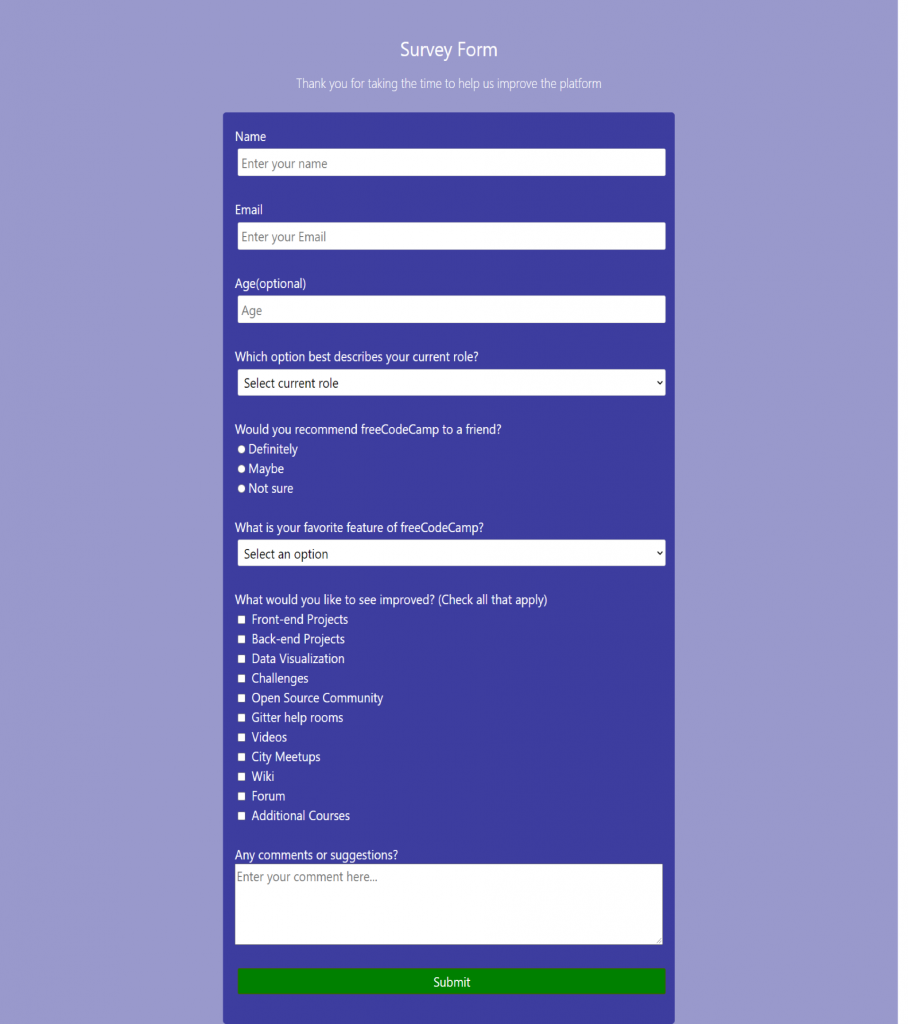 Survey Form
Thank you for taking the time to help us improve the platform
Name
Enter your name
Email
Enter your Email
Age(optional)
Age
Which option best describes your current role?
Select current role
Would you recommend freeCodeCamp to a friend?
Definitely
Maybe
Not sure
What is your favorite feature of freeCodeCamp?
Select an option
What would you like to see improved? (Check all that apply)
Front-end Projects
Back-end Projects
Data Visualization
Challenges
Open Source Community
Gitter help rooms
Videos
City Meetups
Wiki
Forum
Additional Courses
Any comments or suggestions?
Enter your comment here...
Submit